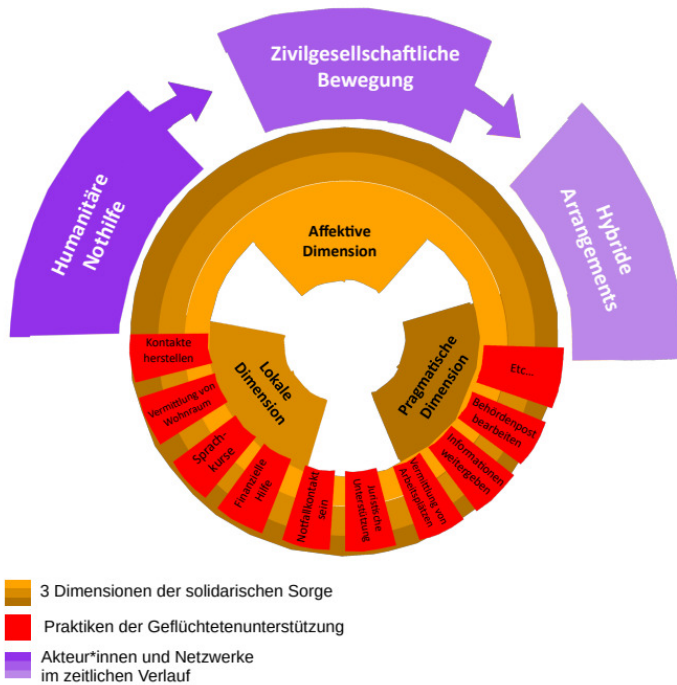 Zivilgesellschaftliche
Bewegung
Humanitäre
Nothilfe
Hybride
Arrangements
Affektive
Dimension
Lokale
Dimension
Pragmatische
Dimension
Kontakte
herstellen
Vermittlung von
Wohnraum
Sprach-
kurse
Finanzielle
Hilfe
Notfallkontakt
sein
Juristische
Unterstützung
Vermittlung von
Arbeitsplätzen
Informationen
weitergeben
Behördenpost
bearbeiten
Etc...
3 Dimensionen der solidarischen Sorge
Praktiken der Geflüchtetenunterstützung
Akteur*innen und Netzwerke
im zeitlichen Verlauf